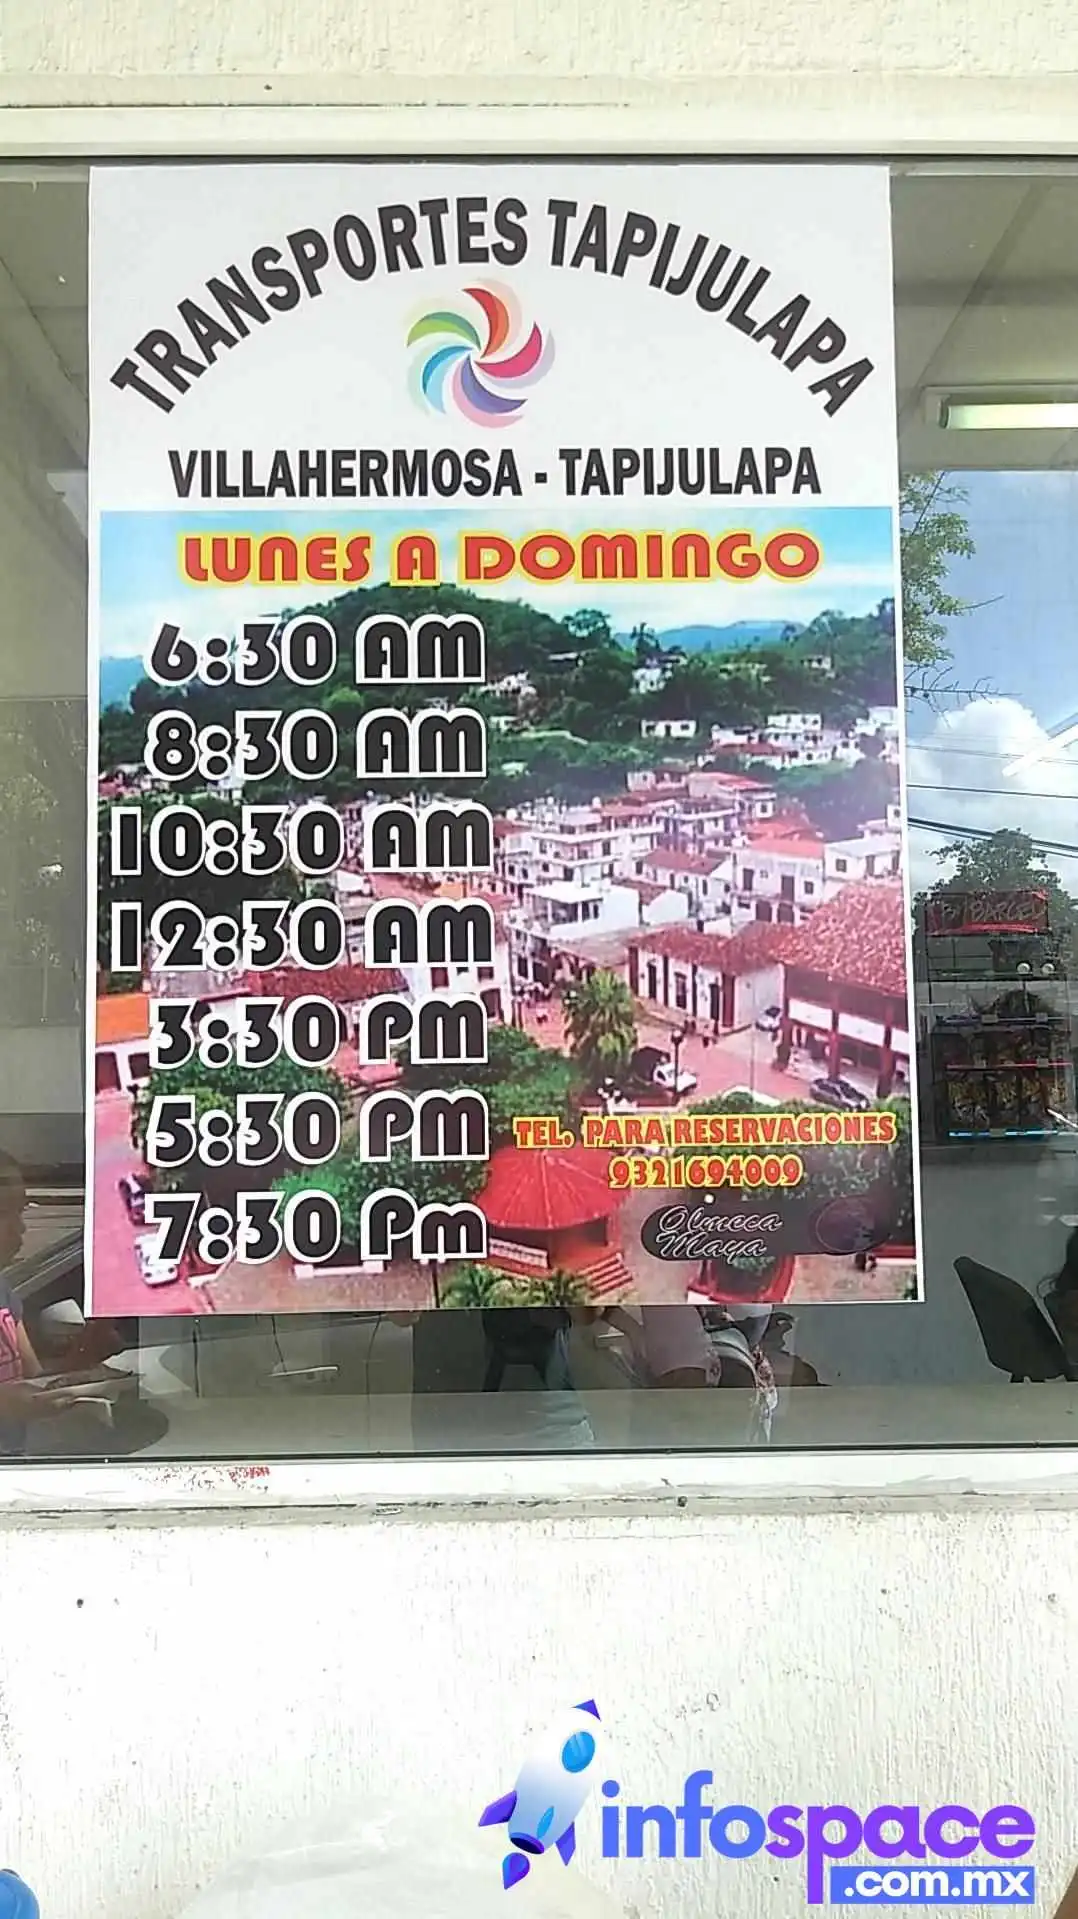 TRANSPORTES TAPIJULAPA
VILLAHERMOSA - TAPIJULAPA
LUNES A DOMINGO
6:30 AM
8:30 AM
10:30 AM
12:30 AM
3:30 PM
5:30 PM
7:30 Pm
TEL. PARA RESERVACIONES
9321694009
Olmeca
Maya
BARCEL
infospace
.com.mx